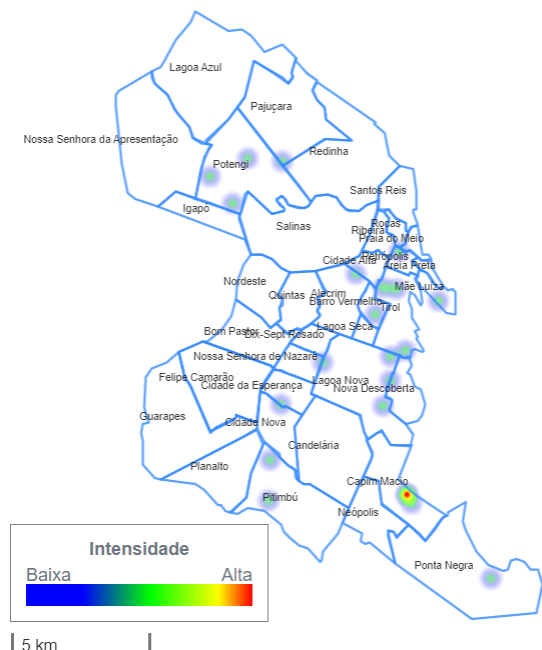 Lagoa Azul
Pajuçara
Nossa Senhora da Apresentação
Redinha
Potengi
Santos Reis
Igapó
Salinas
Rocas
Ribeira
Praia do Meio
Petrópolis
Cidade Alta
Areia Preta
Nordeste
Mãe Luiza
Quintas
Alecrim
Barro Vermelho
Tirol
Lagoa Seca
Bom Pastor
Dix-Sept Rosado
Nossa Senhora de Nazaré
Felipe Camarão
Lagoa Nova
Cidade da Esperança
Nova Descoberta
Guarapes
Cidade Nova
Candelária
Planalto
Capim Macio
Pitimbú
Neópolis
Ponta Negra
Intensidade
Baixa Alta
5 km